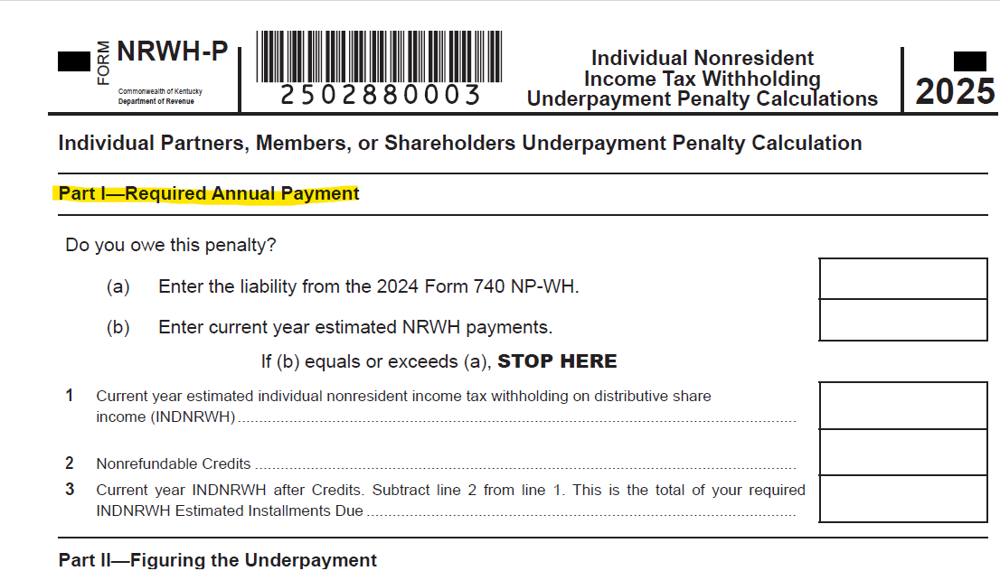 FORM
NRWH-P
Commonwealth of Kentucky
Department of Revenue
2502880003
Individual Nonresident
Income Tax Withholding
Underpayment Penalty Calculations
2025
Individual Partners, Members, or Shareholders Underpayment Penalty Calculation
Part I—Required Annual Payment
Do you owe this penalty?
(a) Enter the liability from the 2024 Form 740 NP-WH.
(b) Enter current year estimated NRWH payments.
If (b) equals or exceeds (a), STOP HERE
1 Current year estimated individual nonresident income tax withholding on distributive share
income (INDNRWH)
2 Nonrefundable Credits
3 Current year INDNRWH after Credits. Subtract line 2 from line 1. This is the total of your required
INDNRWH Estimated Installments Due
Part II—Figuring the Underpayment